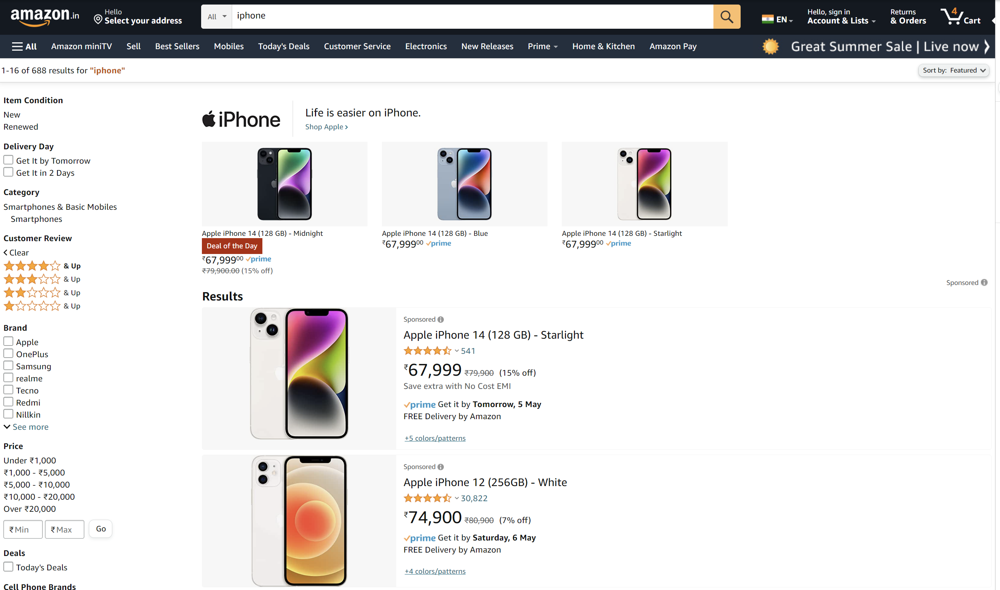 amazon.in
Hello
Select your address
All
iphone
EN
Hello, sign in
Account & Lists
Returns
& Orders
4
Cart
All
Amazon miniTV
Sell
Best Sellers
Mobiles
Today's Deals
Customer Service
Electronics
New Releases
Prime
Home & Kitchen
Amazon Pay
Great Summer Sale | Live now
1-16 of 688 results for "iphone"
Sort by: Featured
Item Condition
New
Renewed
Delivery Day
Get It by Tomorrow
Get It in 2 Days
Category
Smartphones & Basic Mobiles
Smartphones
Customer Review
Clear
& Up
& Up
& Up
& Up
Brand
Apple
OnePlus
Samsung
realme
Tecno
Redmi
Nillkin
See more
Price
Under ₹1,000
₹1,000 - ₹5,000
₹5,000 - ₹10,000
₹10,000 - ₹20,000
Over ₹20,000
₹ Min
₹ Max
Go
Deals
Today's Deals
Cell Phone Brands
iPhone
Life is easier on iPhone.
Shop Apple
Apple iPhone 14 (128 GB) - Midnight
Deal of the Day
₹67,99900 prime
₹79,900.00 (15% off)
Apple iPhone 14 (128 GB) - Blue
₹67,99900 prime
Apple iPhone 14 (128 GB) - Starlight
₹67,99900 prime
Sponsored
Results
Sponsored
Apple iPhone 14 (128 GB) - Starlight
541
₹67,999 ₹79,900 (15% off)
Save extra with No Cost EMI
prime Get it by Tomorrow, 5 May
FREE Delivery by Amazon
+5 colors/patterns
Sponsored
Apple iPhone 12 (256GB) - White
30,822
₹74,900 ₹80,900 (7% off)
prime Get it by Saturday, 6 May
FREE Delivery by Amazon
+4 colors/patterns